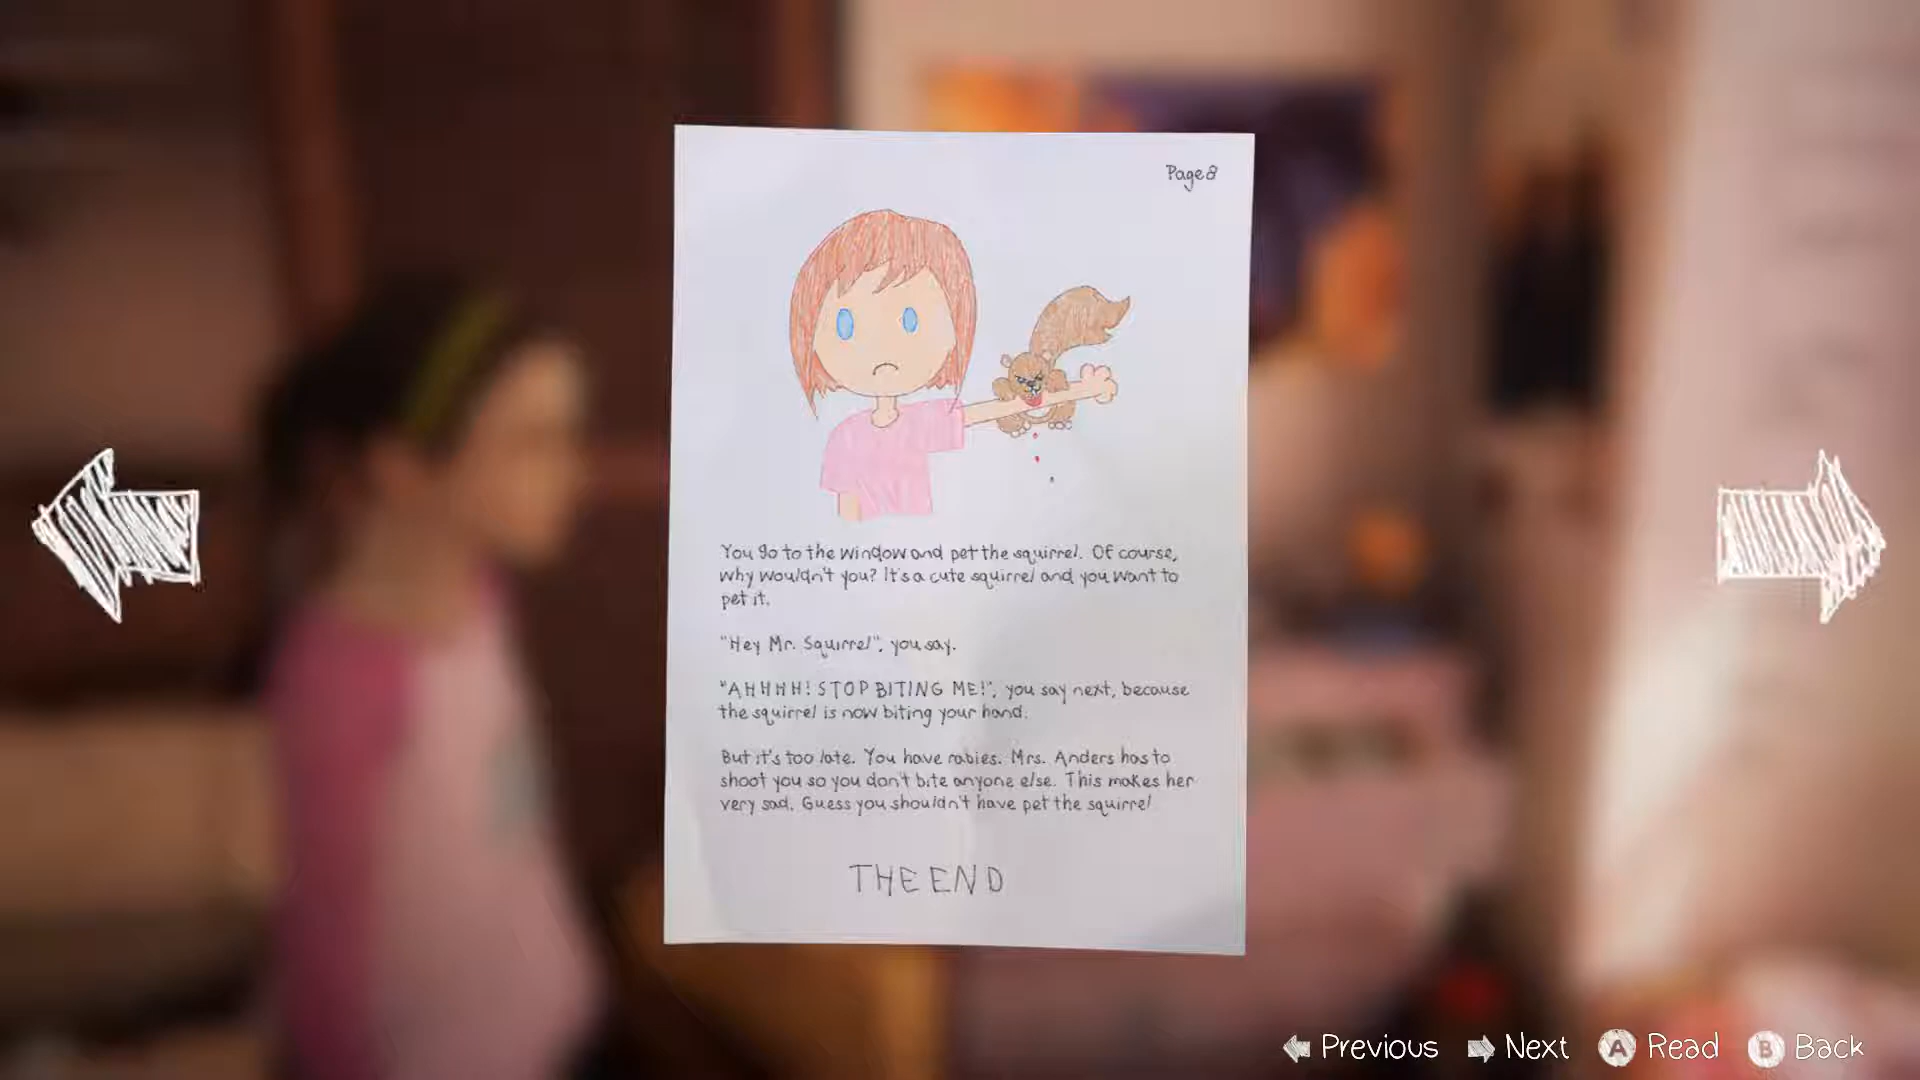 Page 8
You go to the window and pet the squirrel. Of course,
why wouldn't you? It's a cute squirrel and you want to
pet it.
"Hey Mr. Squirrel", you say.
"AHHHH! STOP BITING ME!", you say next, because
the squirrel is now biting your hand.
But it's too late. You have rabies. Mrs. Anders has to
shoot you so you don't bite anyone else. This makes her
very sad. Guess you shouldn't have pet the squirrel
THE END
Previous Next A Read B Back